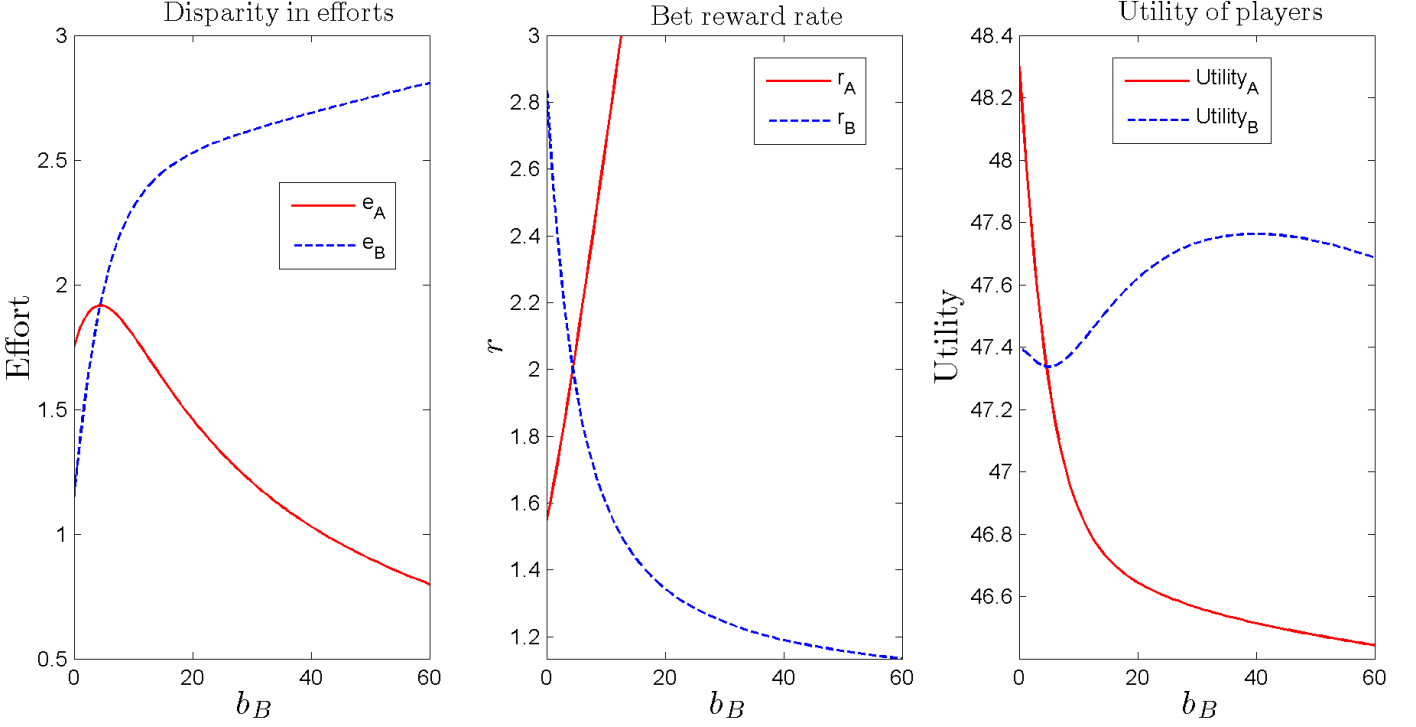 Disparity in efforts
Effort
3
2.5
2
1.5
1
0.5
e_A
e_B
0 20 40 60
b_B
Bet reward rate
r
3
2.8
2.6
2.4
2.2
2
1.8
1.6
1.4
1.2
r_A
r_B
0 20 40 60
b_B
Utility of players
Utility
48.4
48.2
48
47.8
47.6
47.4
47.2
47
46.8
46.6
Utility_A
Utility_B
0 20 40 60
b_B